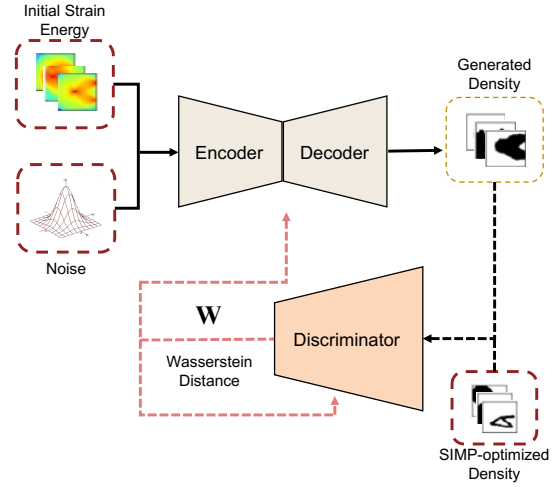 Initial Strain
Energy
Generated
Density
Encoder
Decoder
Noise
W
Wasserstein
Distance
Discriminator
SIMP-optimized
Density